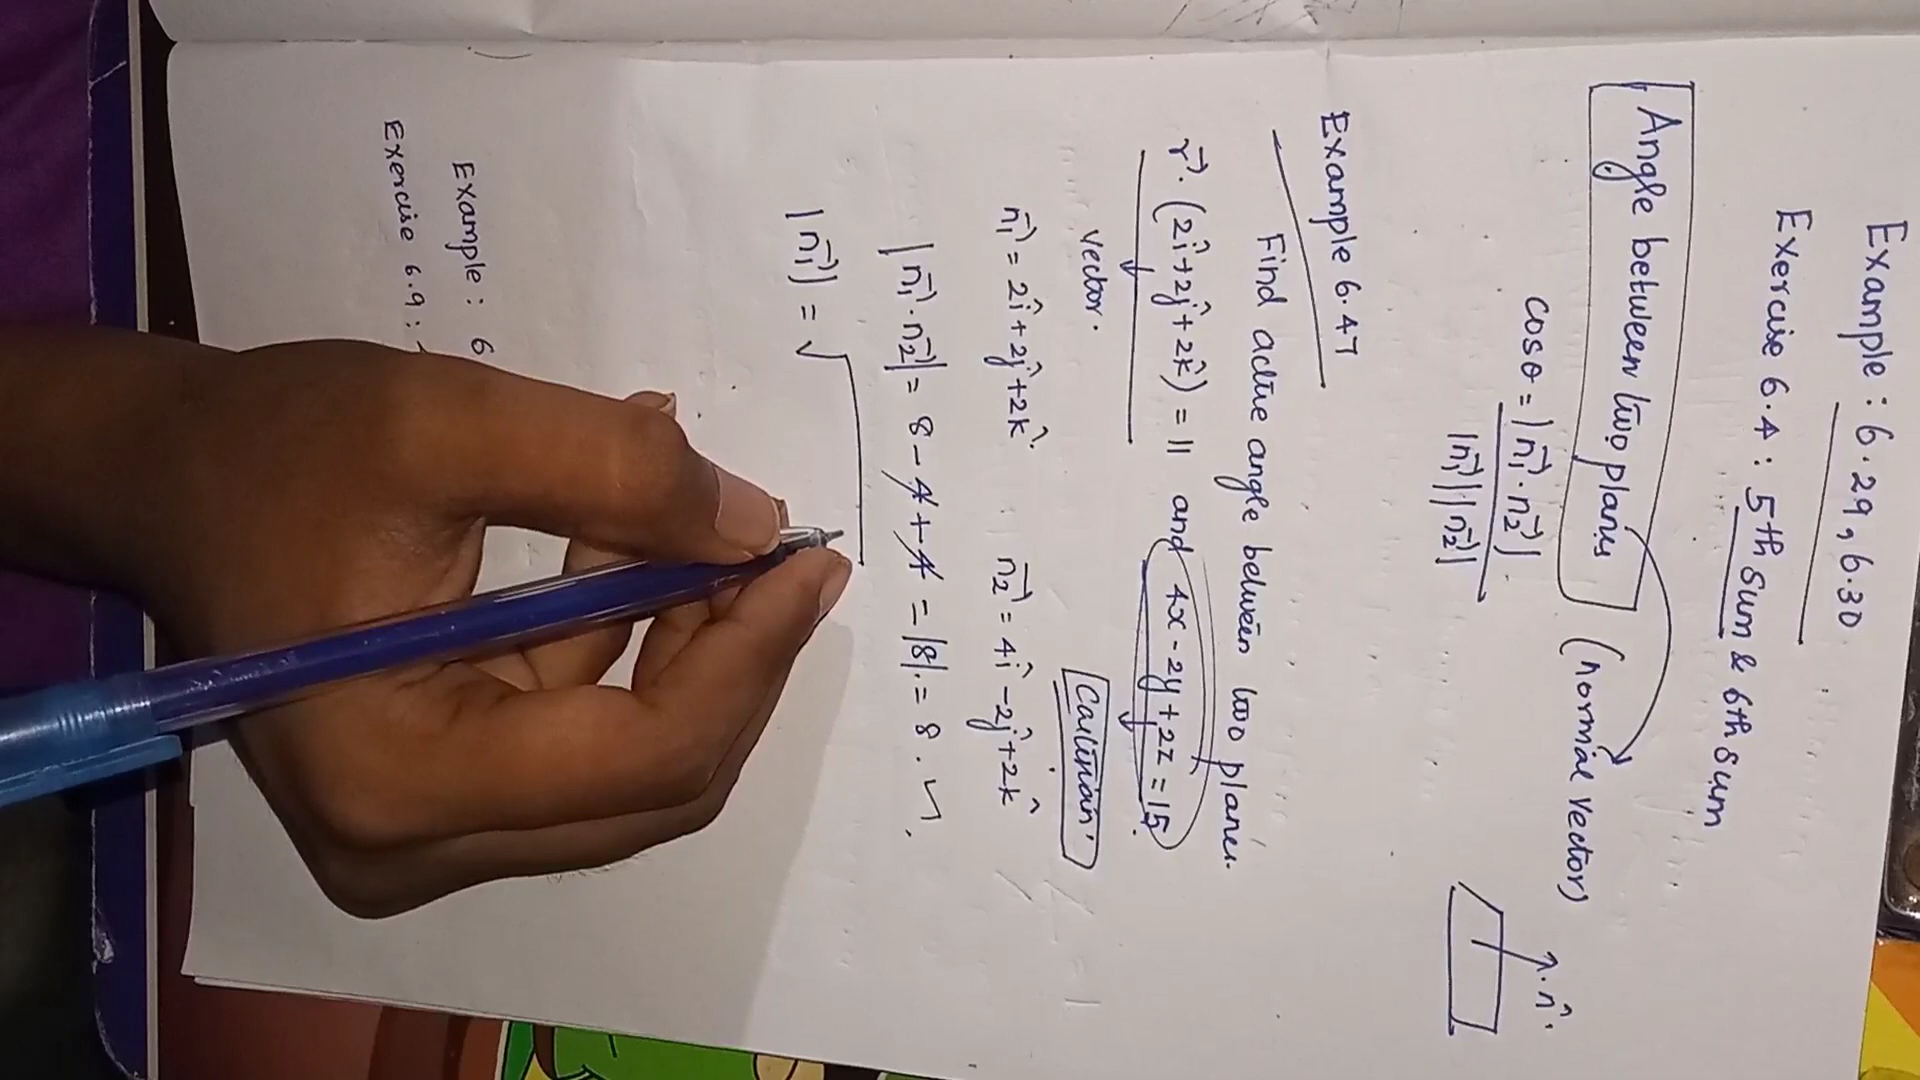 Example : 6.29, 6.30
Exercise 6.4 : 5th sum & 6th sum
Angle between two planes (normal vector)
cosθ = |n₁⃗ · n₂⃗|
|n₁⃗| |n₂⃗|
n̂.
Example 6.47
Find acute angle between two planes.
r⃗ · (2î + 2ĵ + 2k̂) = 11 and 4x - 2y + 2z = 15.
vector.
n₁⃗ = 2î + 2ĵ + 2k̂. n₂⃗ = 4î - 2ĵ + 2k̂
|n₁⃗ · n₂⃗| = 8 - 4 + 4 = |8|. = 8.
|n₁⃗| = √
Example : 6
Exercise 6.9 :